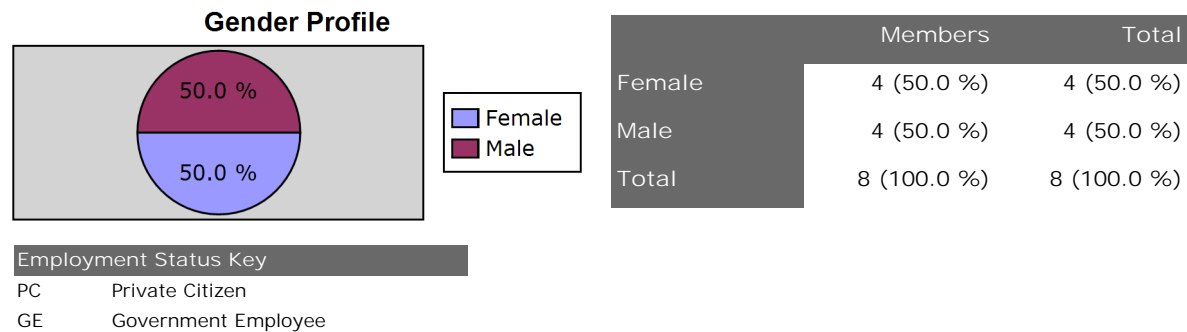 Gender Profile
50.0 %
50.0 %
Female
Male
Members Total
Female 4 (50.0 %) 4 (50.0 %)
Male 4 (50.0 %) 4 (50.0 %)
Total 8 (100.0 %) 8 (100.0 %)
Employment Status Key
PC Private Citizen
GE Government Employee